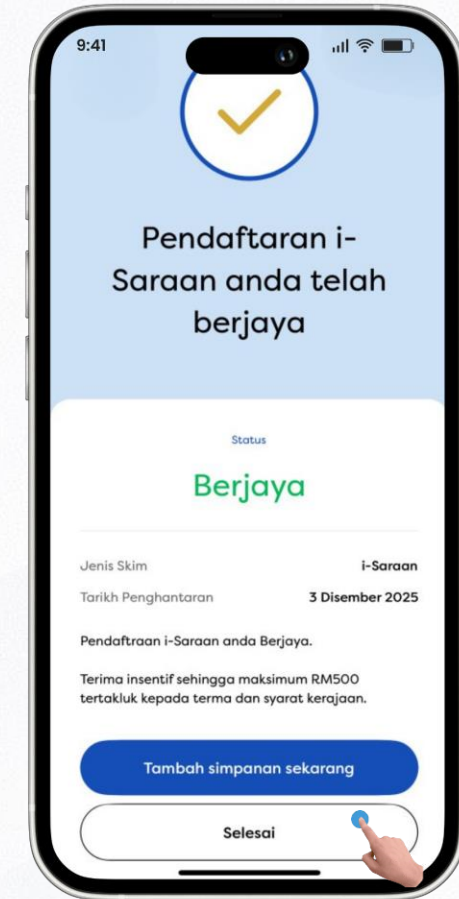 9:41
Pendaftaran i-
Saraan anda telah
berjaya
Status
Berjaya
Jenis Skim i-Saraan
Tarikh Penghantaran 3 Disember 2025
Pendaftraan i-Saraan anda Berjaya.
Terima insentif sehingga maksimum RM500
tertakluk kepada terma dan syarat kerajaan.
Tambah simpanan sekarang
Selesai